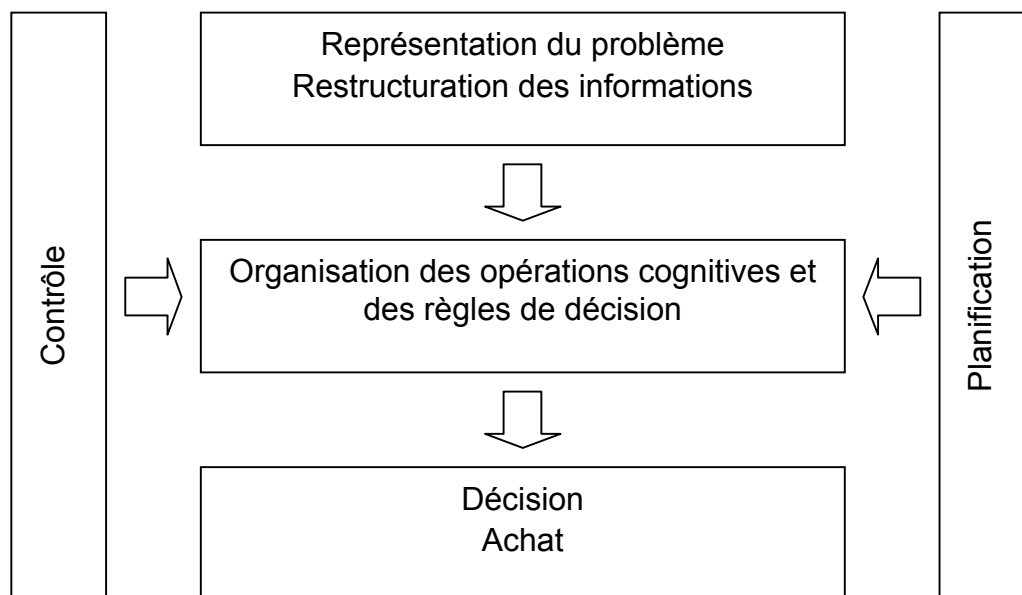 Représentation du problème
Restructuration des informations
Contrôle
Organisation des opérations cognitives et
des règles de décision
Planification
Décision
Achat